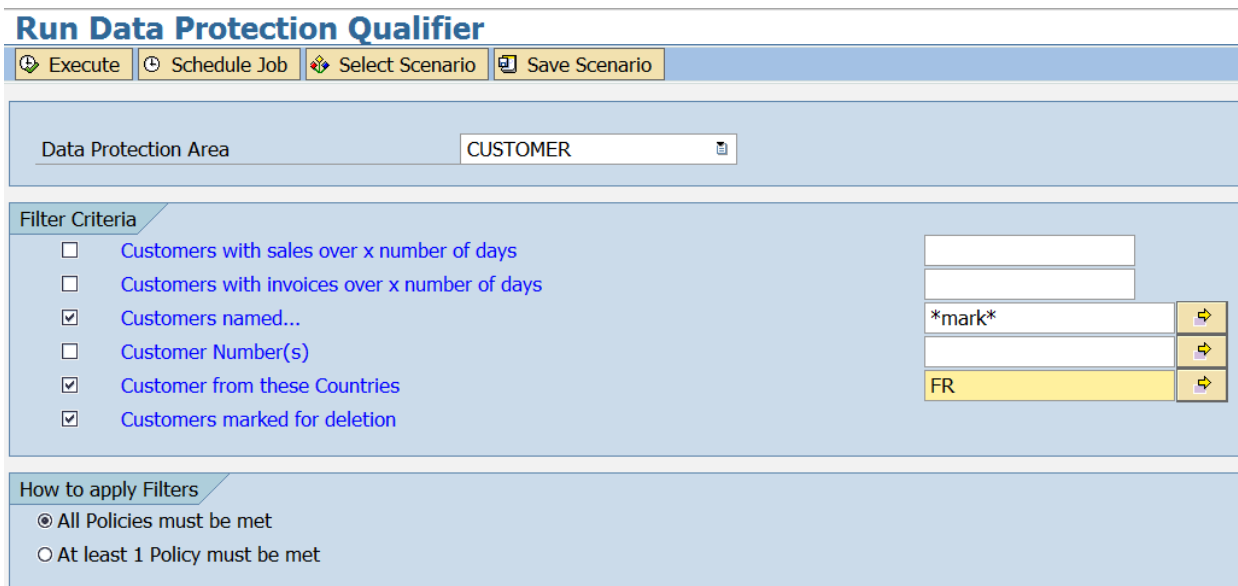 Run Data Protection Qualifier
Execute Schedule Job Select Scenario Save Scenario
Data Protection Area CUSTOMER
Filter Criteria
Customers with sales over x number of days
Customers with invoices over x number of days
Customers named... *mark*
Customer Number(s)
Customer from these Countries FR
Customers marked for deletion
How to apply Filters
All Policies must be met
At least 1 Policy must be met